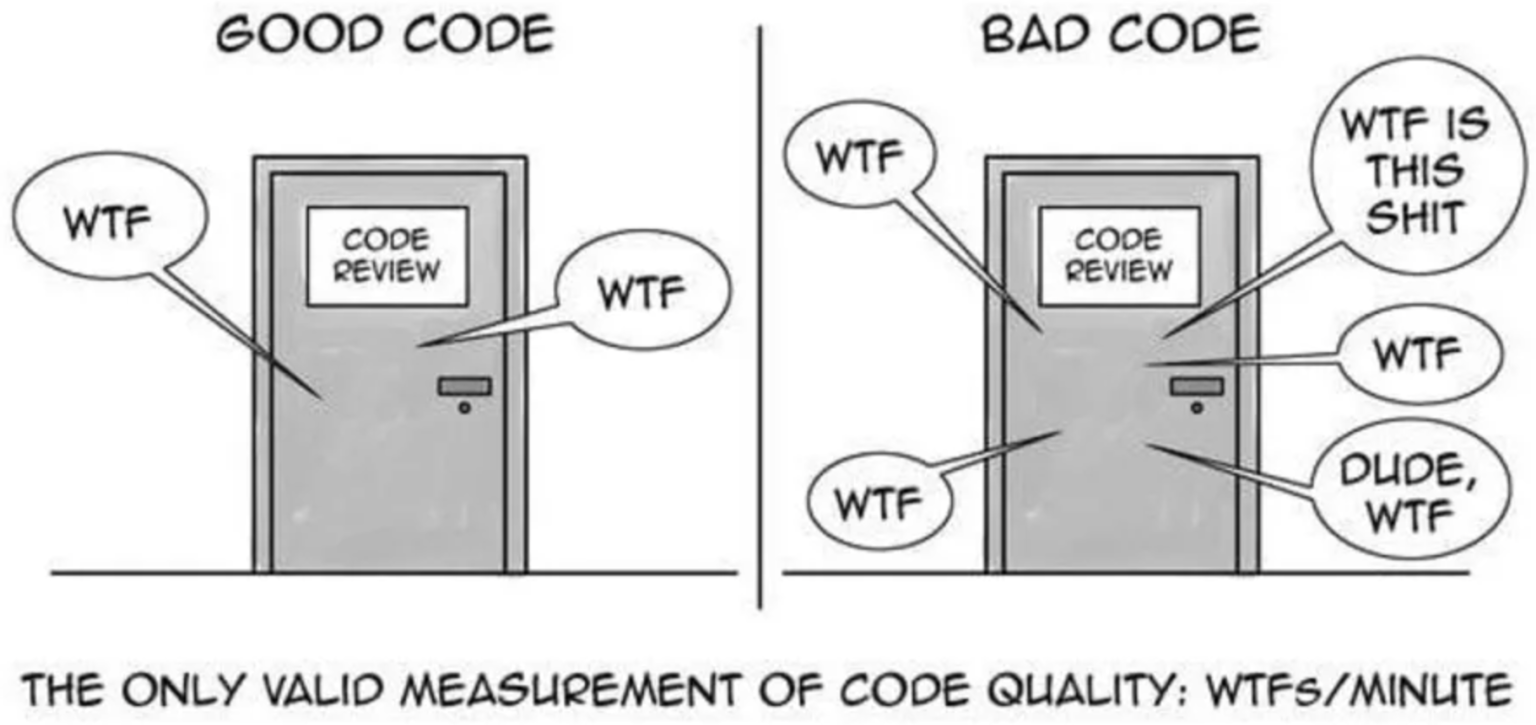 GOOD CODE
WTF
CODE
REVIEW
WTF
BAD CODE
WTF
CODE
REVIEW
WTF IS
THIS
SHIT
WTF
WTF
DUDE,
WTF
THE ONLY VALID MEASUREMENT OF CODE QUALITY: WTFs/MINUTE